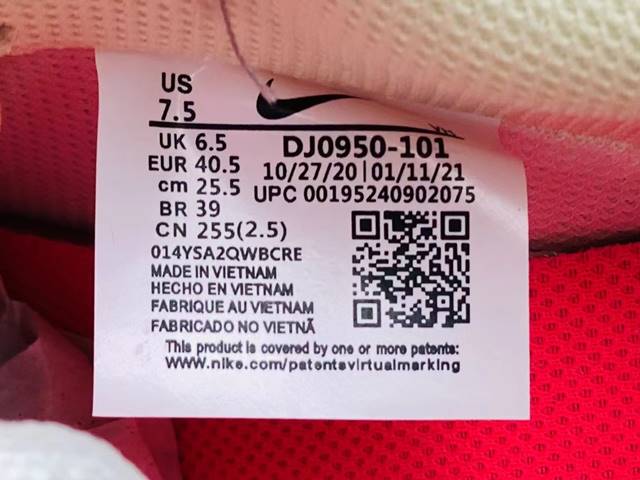 US
7.5
UK 6.5
EUR 40.5
cm 25.5
BR 39
CN 255(2.5)
DJ0950-101
10/27/20 | 01/11/21
UPC 00195240902075
014YSA2QWBCRE
MADE IN VIETNAM
HECHO EN VIETNAM
FABRIQUE AU VIETNAM
FABRICADO NO VIETNÃ
This product is covered by one or more patents:
www.nike.com/patentsvirtualmarking